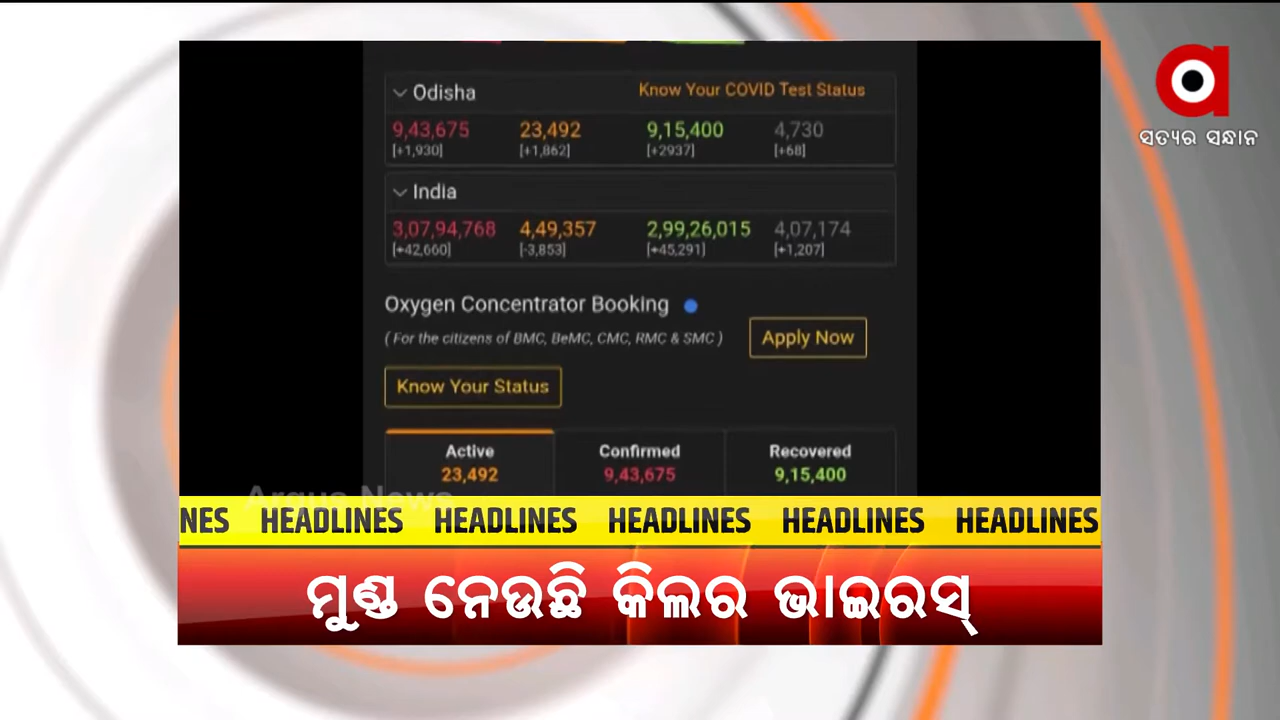 ସତ୍ୟର ସନ୍ଧାନ
Odisha Know Your COVID Test Status
9,43,675 23,492 9,15,400 4,730
[+1,930] [+1,862] [+2937] [+68]
India
3,07,94,768 4,49,357 2,99,26,015 4,07,174
[+42,660] [-3,853] [+45,291] [+1,207]
Oxygen Concentrator Booking
( For the citizens of BMC, BeMC, CMC, RMC & SMC )
Apply Now
Know Your Status
Active Confirmed Recovered
23,492 9,43,675 9,15,400
Argus News
NES HEADLINES HEADLINES HEADLINES HEADLINES HEADLINES
ମୁଣ୍ଡ ନେଉଛି କିଲର ଭାଇରସ୍